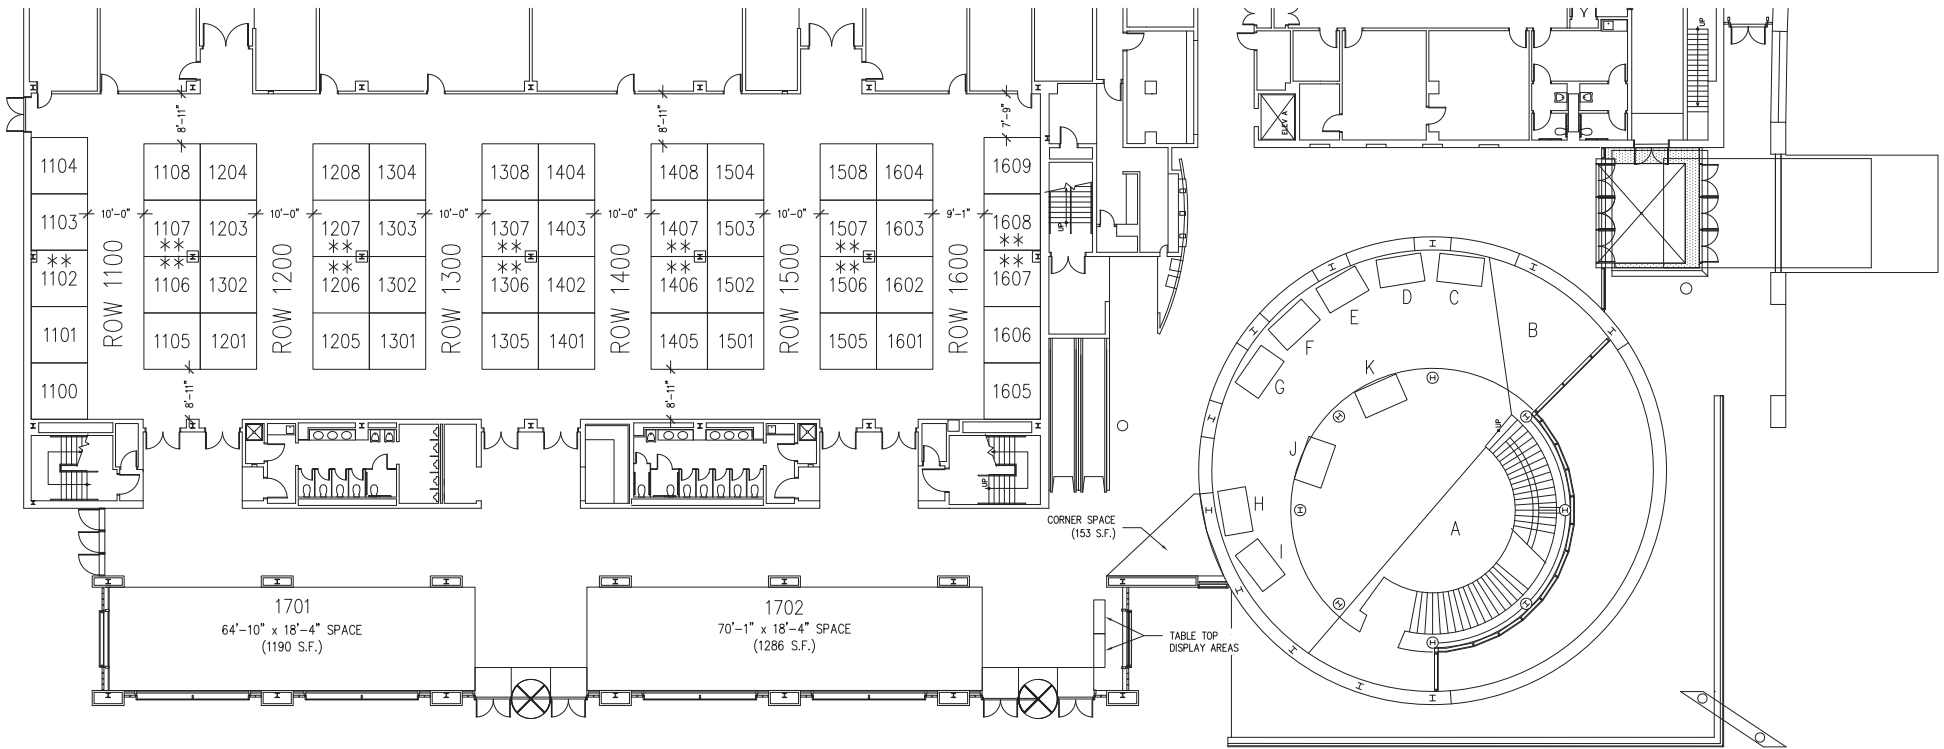 UP
Y
ELEV A
8'-11"
8'-11"
7'-9"
1104
1108 1204
1208 1304
1308 1404
1408 1504
1508 1604
1609
1103
10'-0"
10'-0"
10'-0"
10'-0"
10'-0"
9'-1"
1107 1203
1207 1303
1307 1403
1407 1503
1507 1603
1608
**
**
**
**
**
**
**
**
**
**
**
**
**
1102
1106 1302
1206 1302
1306 1402
1406 1502
1506 1602
1607
ROW 1100
ROW 1200
ROW 1300
ROW 1400
ROW 1500
ROW 1600
UP
1101
1105 1201
1205 1301
1305 1401
1405 1501
1505 1601
1606
1100
8'-11"
8'-11"
1605
UP
CORNER SPACE
(153 S.F.)
1701
64'-10" x 18'-4" SPACE
(1190 S.F.)
1702
70'-1" x 18'-4" SPACE
(1286 S.F.)
TABLE TOP
DISPLAY AREAS
E
D
C
B
F
G
K
UP
J
H
A
I